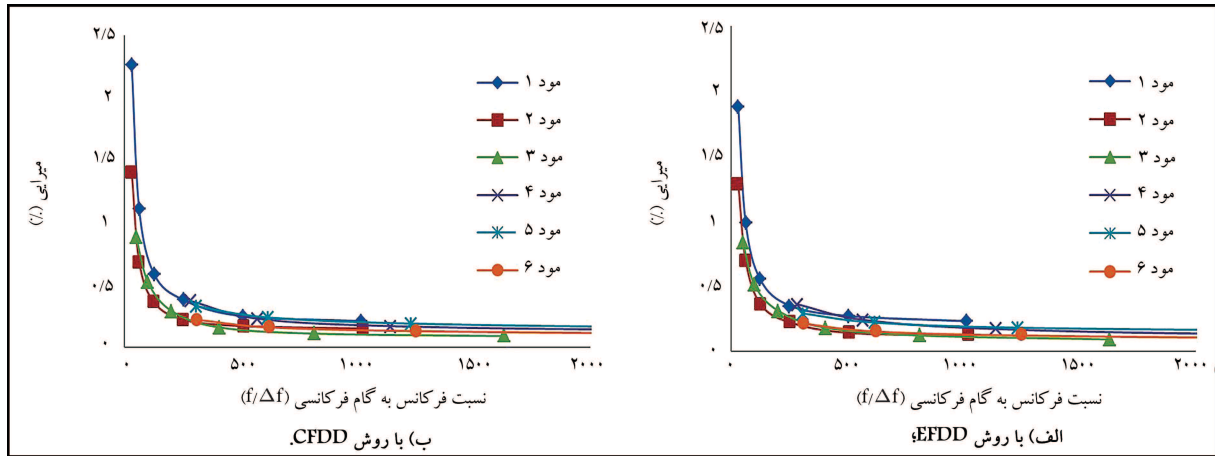 ۲/۵
۲
۱/۵
۱
۰/۵
۰
میرایی (٪)
مود ۱
مود ۲
مود ۳
مود ۴
مود ۵
مود ۶
۰ ۵۰۰ ۱۰۰۰ ۱۵۰۰ ۲۰۰۰
نسبت فرکانس به گام فرکانسی (f/Δf)
الف) با روش EFDD؛
۲/۵
۲
۱/۵
۱
۰/۵
۰
میرایی (٪)
مود ۱
مود ۲
مود ۳
مود ۴
مود ۵
مود ۶
۰ ۵۰۰ ۱۰۰۰ ۱۵۰۰ ۲۰۰۰
نسبت فرکانس به گام فرکانسی (f/Δf)
ب) با روش CFDD.